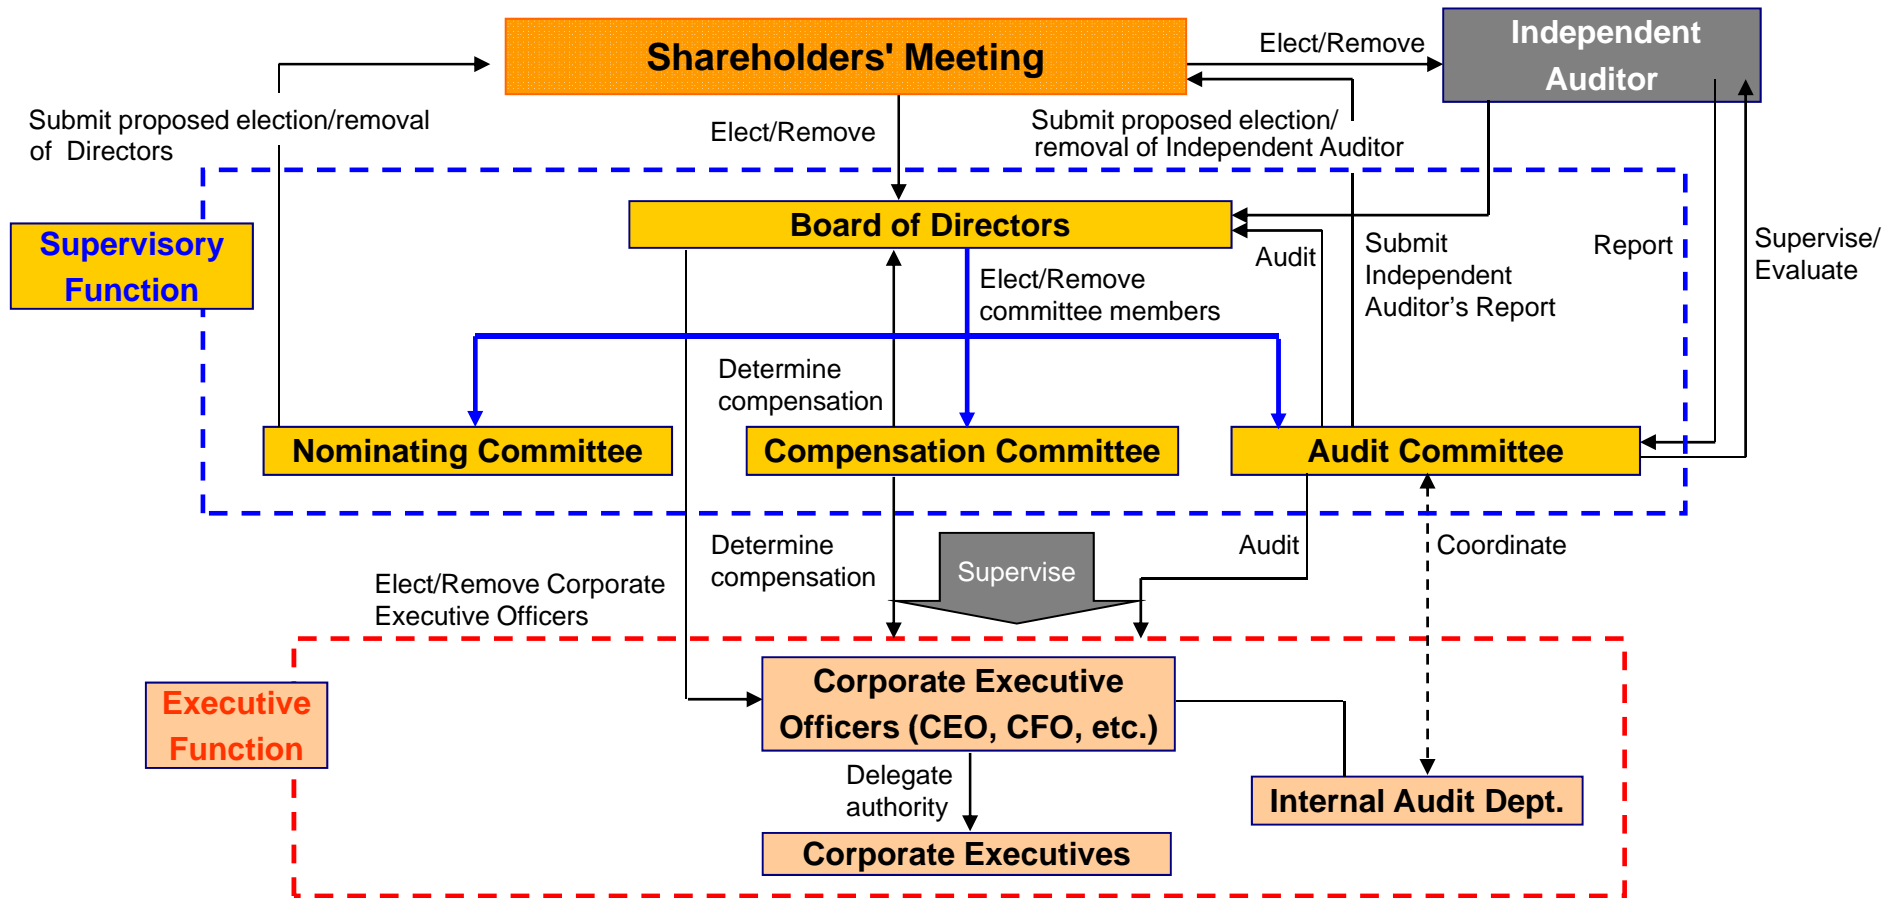 Shareholders' Meeting
Elect/Remove
Independent
Auditor
Submit proposed election/removal
of Directors
Elect/Remove
Submit proposed election/
removal of Independent Auditor
Supervisory
Function
Board of Directors
Audit
Submit
Independent
Auditor’s Report
Report
Supervise/
Evaluate
Elect/Remove
committee members
Determine
compensation
Nominating Committee
Compensation Committee
Audit Committee
Determine
compensation
Supervise
Audit
Coordinate
Elect/Remove Corporate
Executive Officers
Executive
Function
Corporate Executive
Officers (CEO, CFO, etc.)
Delegate
authority
Internal Audit Dept.
Corporate Executives